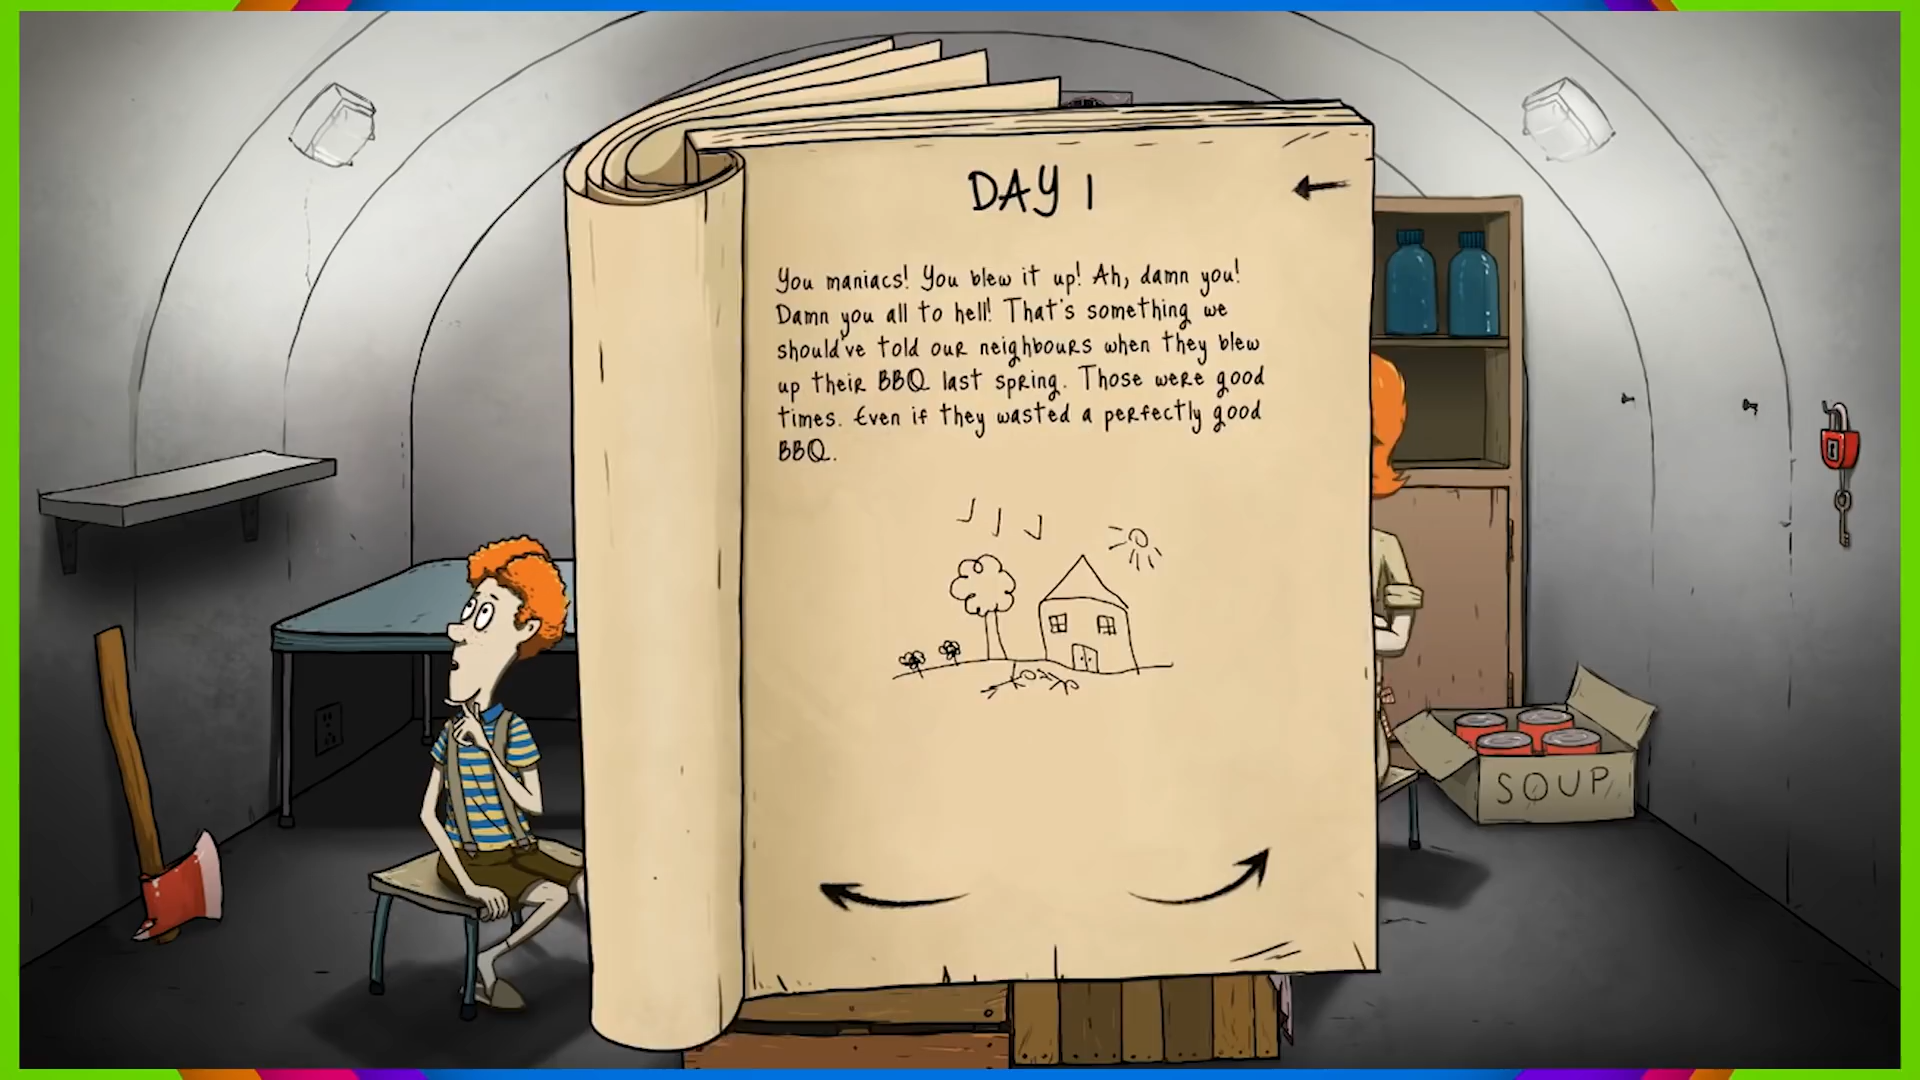 DAY 1
You maniacs! You blew it up! Ah, damn you!
Damn you all to hell! That's something we
should've told our neighbours when they blew
up their BBQ last spring. Those were good
times. Even if they wasted a perfectly good
BBQ.
SOUP